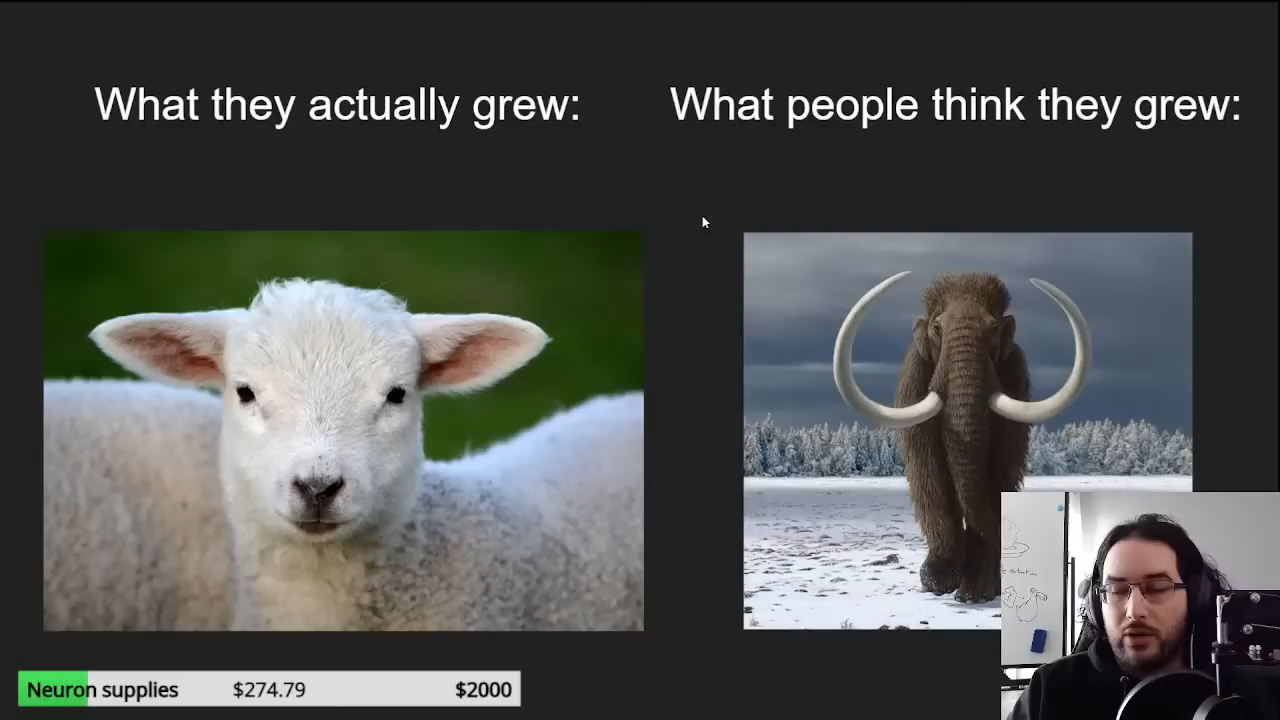 What they actually grew:
What people think they grew:
Neuron supplies $274.79 $2000